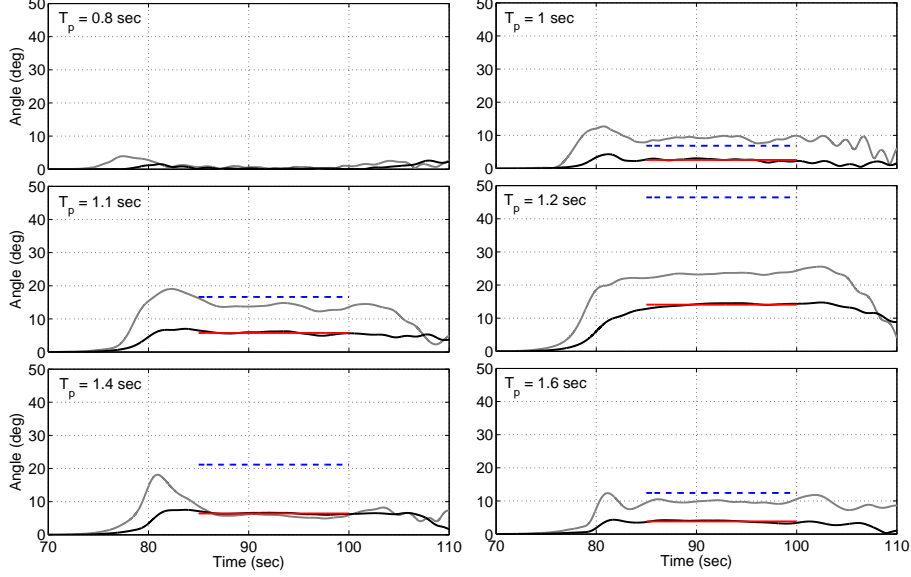 50
40
30
20
10
0
Angle (deg)
T_p = 0.8 sec
50
40
30
20
10
0
T_p = 1 sec
50
40
30
20
10
0
Angle (deg)
T_p = 1.1 sec
50
40
30
20
10
0
T_p = 1.2 sec
50
40
30
20
10
0
Angle (deg)
T_p = 1.4 sec
70 80 90 100 110
Time (sec)
50
40
30
20
10
0
T_p = 1.6 sec
70 80 90 100 110
Time (sec)